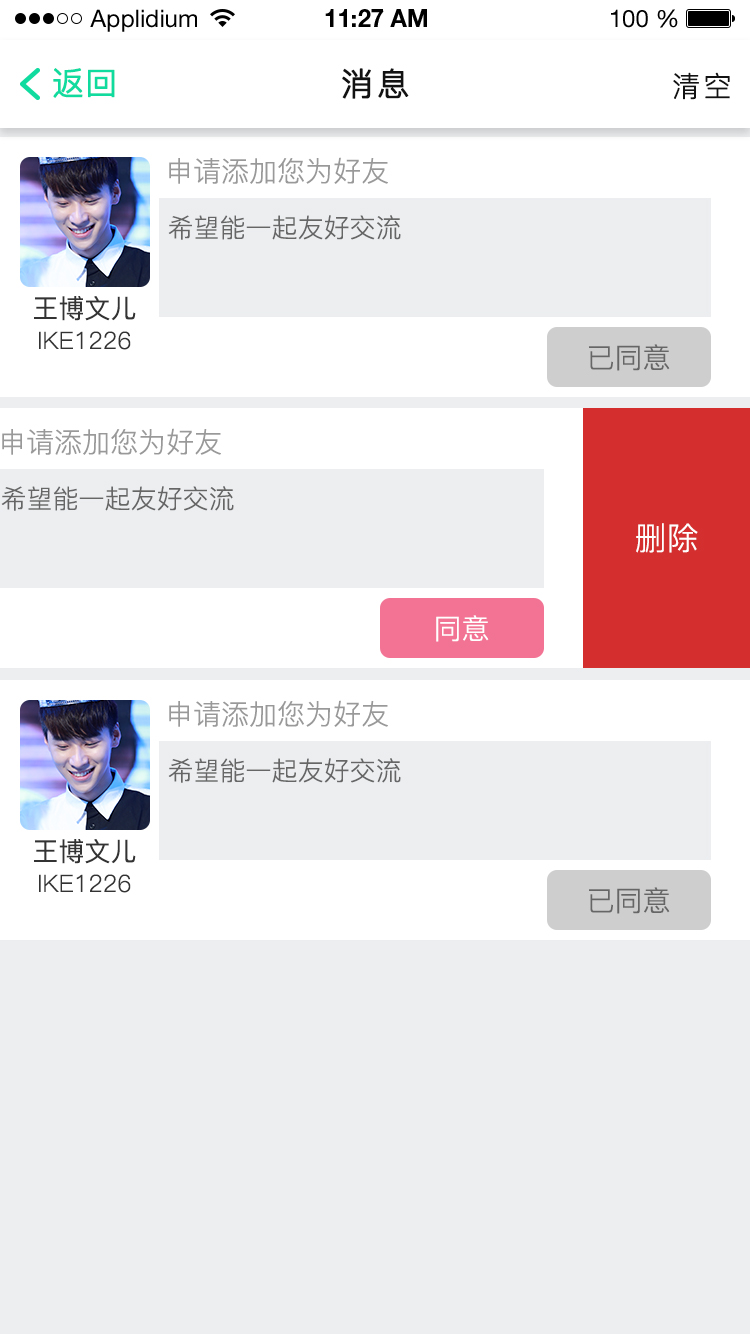 Applidium 11:27 AM 100 %
返回 消息 清空
申请添加您为好友
希望能一起友好交流
王博文儿
IKE1226
已同意
申请添加您为好友
希望能一起友好交流
删除
同意
申请添加您为好友
希望能一起友好交流
王博文儿
IKE1226
已同意